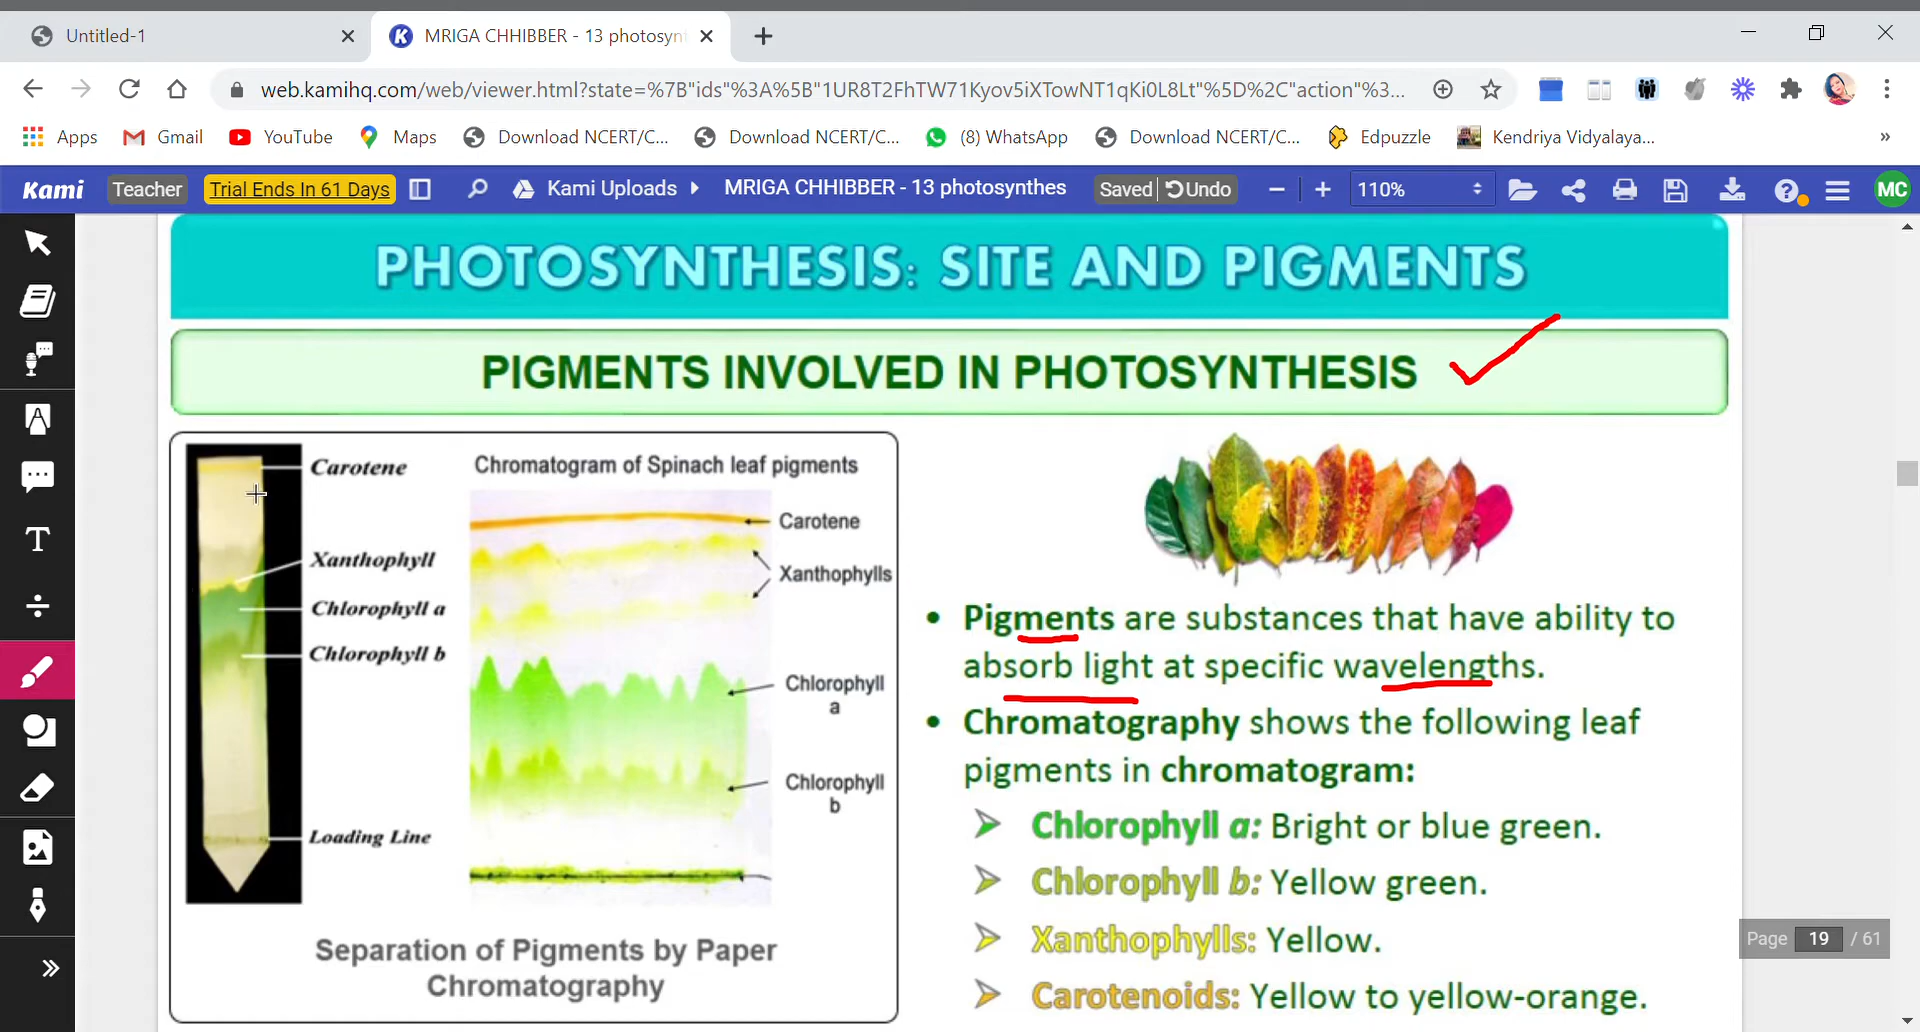 Untitled-1
MRIGA CHHIBBER - 13 photosyn
web.kamihq.com/web/viewer.html?state=%7B"ids"%3A%5B"1UR8T2FhTW71Kyov5iXTowNT1qKi0L8Lt"%5D%2C"action"%3...
Apps Gmail YouTube Maps Download NCERT/C... Download NCERT/C... (8) WhatsApp Download NCERT/C... Edpuzzle Kendriya Vidyalaya... »
Kami Teacher Trial Ends In 61 Days Kami Uploads MRIGA CHHIBBER - 13 photosynthes Saved Undo 110% MC
PHOTOSYNTHESIS: SITE AND PIGMENTS
PIGMENTS INVOLVED IN PHOTOSYNTHESIS
Carotene
Xanthophyll
Chlorophyll a
Chlorophyll b
Loading Line
Chromatogram of Spinach leaf pigments
Carotene
Xanthophylls
Chlorophyll
a
Chlorophyll
b
Separation of Pigments by Paper
Chromatography
• Pigments are substances that have ability to
absorb light at specific wavelengths.
• Chromatography shows the following leaf
pigments in chromatogram:
Chlorophyll a: Bright or blue green.
Chlorophyll b: Yellow green.
Xanthophylls: Yellow.
Carotenoids: Yellow to yellow-orange.
Page 19 / 61